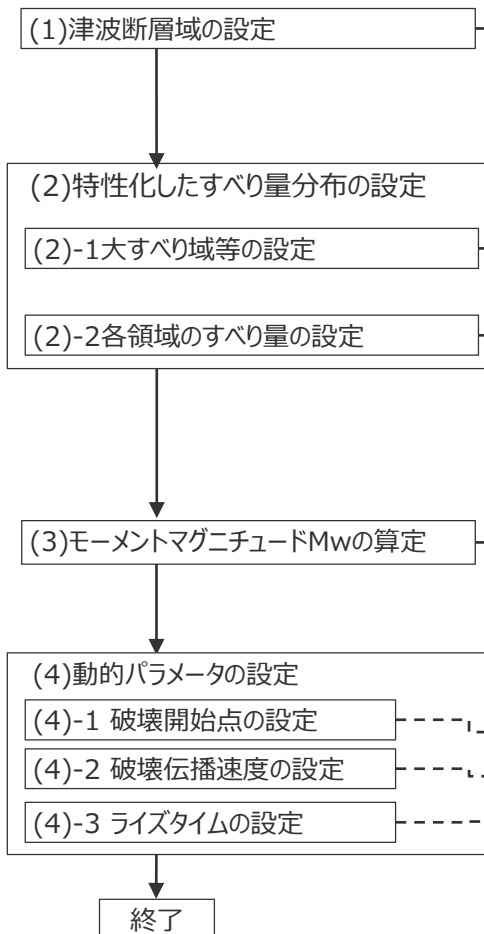 (1)津波断層域の設定
(2)特性化したすべり量分布の設定
(2)-1大すべり域等の設定
(2)-2各領域のすべり量の設定
(3)モーメントマグニチュードMwの算定
(4)動的パラメータの設定
(4)-1 破壊開始点の設定
(4)-2 破壊伝播速度の設定
(4)-3 ライズタイムの設定
終了